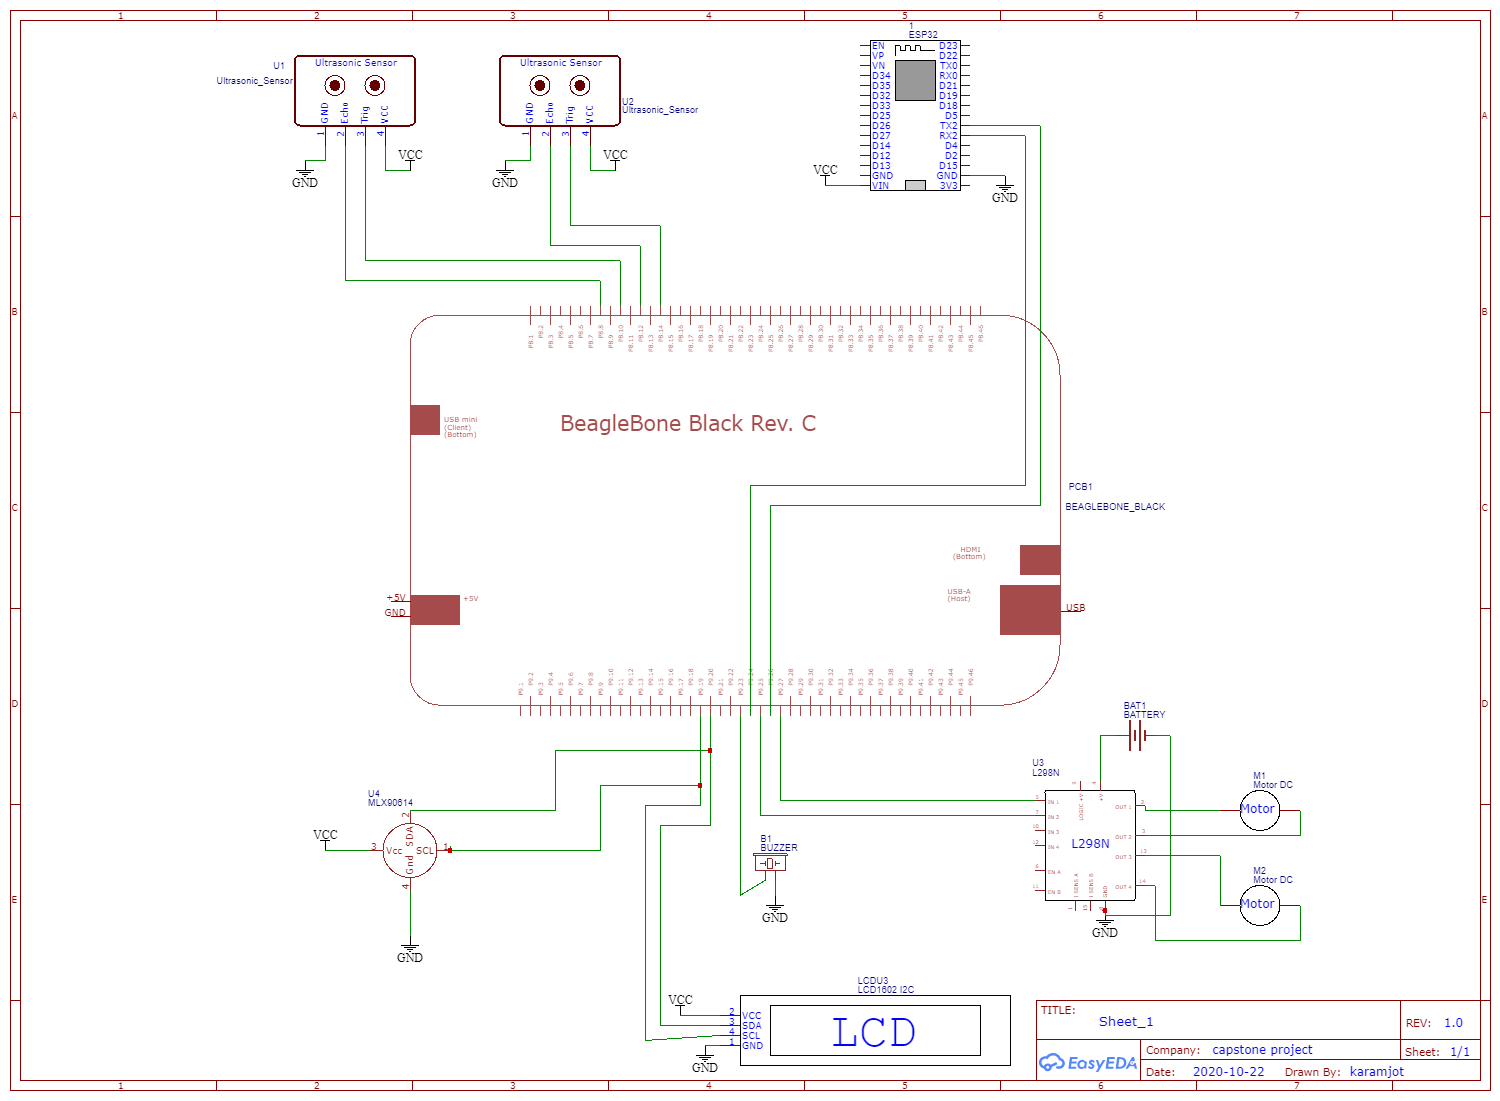 1 2 3 4 5 6 7
A
B
C
D
E
U1
Ultrasonic_Sensor
Ultrasonic Sensor
GND Echo Trig VCC
1 2 3 4
GND
VCC
U2
Ultrasonic_Sensor
Ultrasonic Sensor
GND Echo Trig VCC
1 2 3 4
GND
VCC
1
ESP32
EN D23
VP D22
VN TX0
D34 RX0
D35 D21
D32 D19
D33 D18
D25 D5
D26 TX2
D27 RX2
D14 D4
D12 D2
D13 D15
GND GND
VIN 3V3
VCC
GND
P8.1 P8.2 P8.3 P8.4 P8.5 P8.6 P8.7 P8.8 P8.9 P8.10 P8.11 P8.12 P8.13 P8.14 P8.15 P8.16 P8.17 P8.18 P8.19 P8.20 P8.21 P8.22 P8.23 P8.24 P8.25 P8.26 P8.27 P8.28 P8.29 P8.30 P8.31 P8.32 P8.33 P8.34 P8.35 P8.36 P8.37 P8.38 P8.39 P8.40 P8.41 P8.42 P8.43 P8.44 P8.45 P8.46
USB mini
(Client)
(Bottom)
BeagleBone Black Rev. C
PCB1
BEAGLEBONE_BLACK
HDMI
(Bottom)
USB-A
(Host)
USB
+5V
GND
+5V
P9.1 P9.2 P9.3 P9.4 P9.5 P9.6 P9.7 P9.8 P9.9 P9.10 P9.11 P9.12 P9.13 P9.14 P9.15 P9.16 P9.17 P9.18 P9.19 P9.20 P9.21 P9.22 P9.23 P9.24 P9.25 P9.26 P9.27 P9.28 P9.29 P9.30 P9.31 P9.32 P9.33 P9.34 P9.35 P9.36 P9.37 P9.38 P9.39 P9.40 P9.41 P9.42 P9.43 P9.44 P9.45 P9.46
BAT1
BATTERY
U3
L298N
LOGIC +V
+V
IN 1
IN 2
IN 3
IN 4
EN A
EN B
L298N
OUT 1
OUT 2
OUT 3
OUT 4
I SENS A
I SENS B
GND
GND
M1
Motor DC
Motor
M2
Motor DC
Motor
U4
MLX90614
VCC
3 Vcc
SDA 2
SCL 1
Gnd 4
GND
B1
BUZZER
GND
LCDU3
LCD1602 I2C
VCC
2 VCC
3 SDA
4 SCL
1 GND
GND
LCD
TITLE:
Sheet_1
REV: 1.0
EasyEDA
Company: capstone project
Sheet: 1/1
Date: 2020-10-22 Drawn By: karamjot
1 2 3 4 5 6 7
A
B
C
D
E